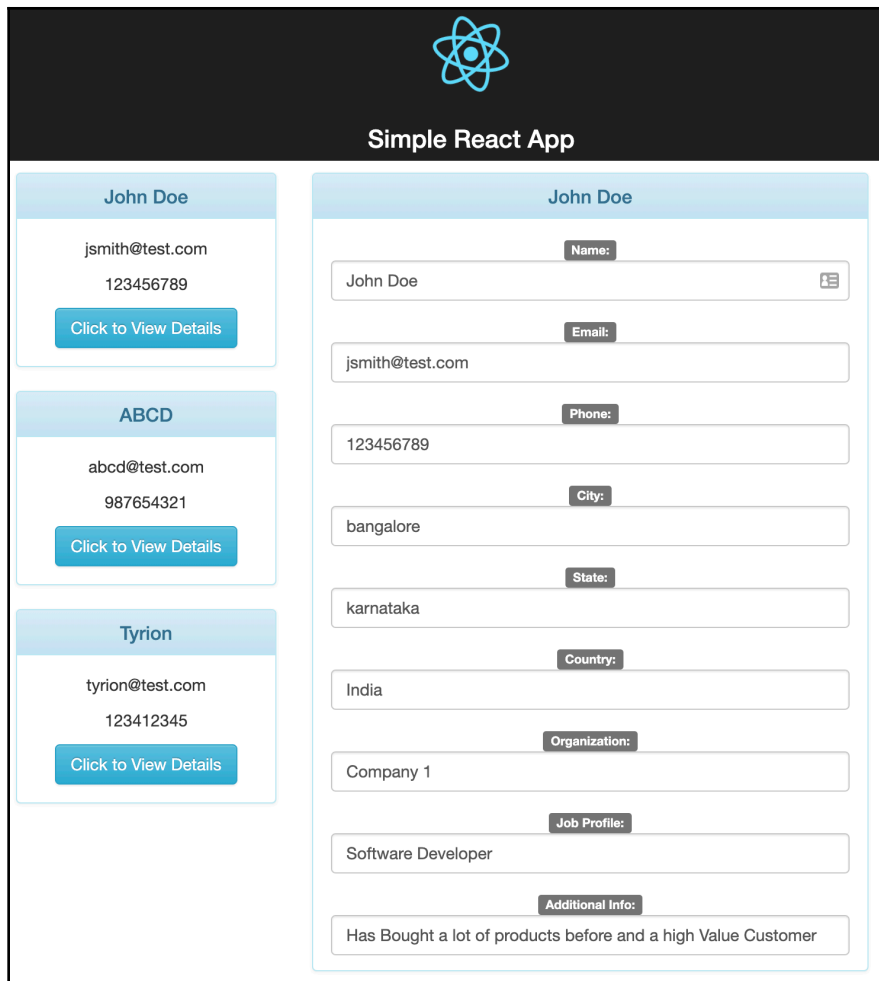 Simple React App
John Doe
jsmith@test.com
123456789
Click to View Details
ABCD
abcd@test.com
987654321
Click to View Details
Tyrion
tyrion@test.com
123412345
Click to View Details
John Doe
Name:
John Doe
Email:
jsmith@test.com
Phone:
123456789
City:
bangalore
State:
karnataka
Country:
India
Organization:
Company 1
Job Profile:
Software Developer
Additional Info:
Has Bought a lot of products before and a high Value Customer